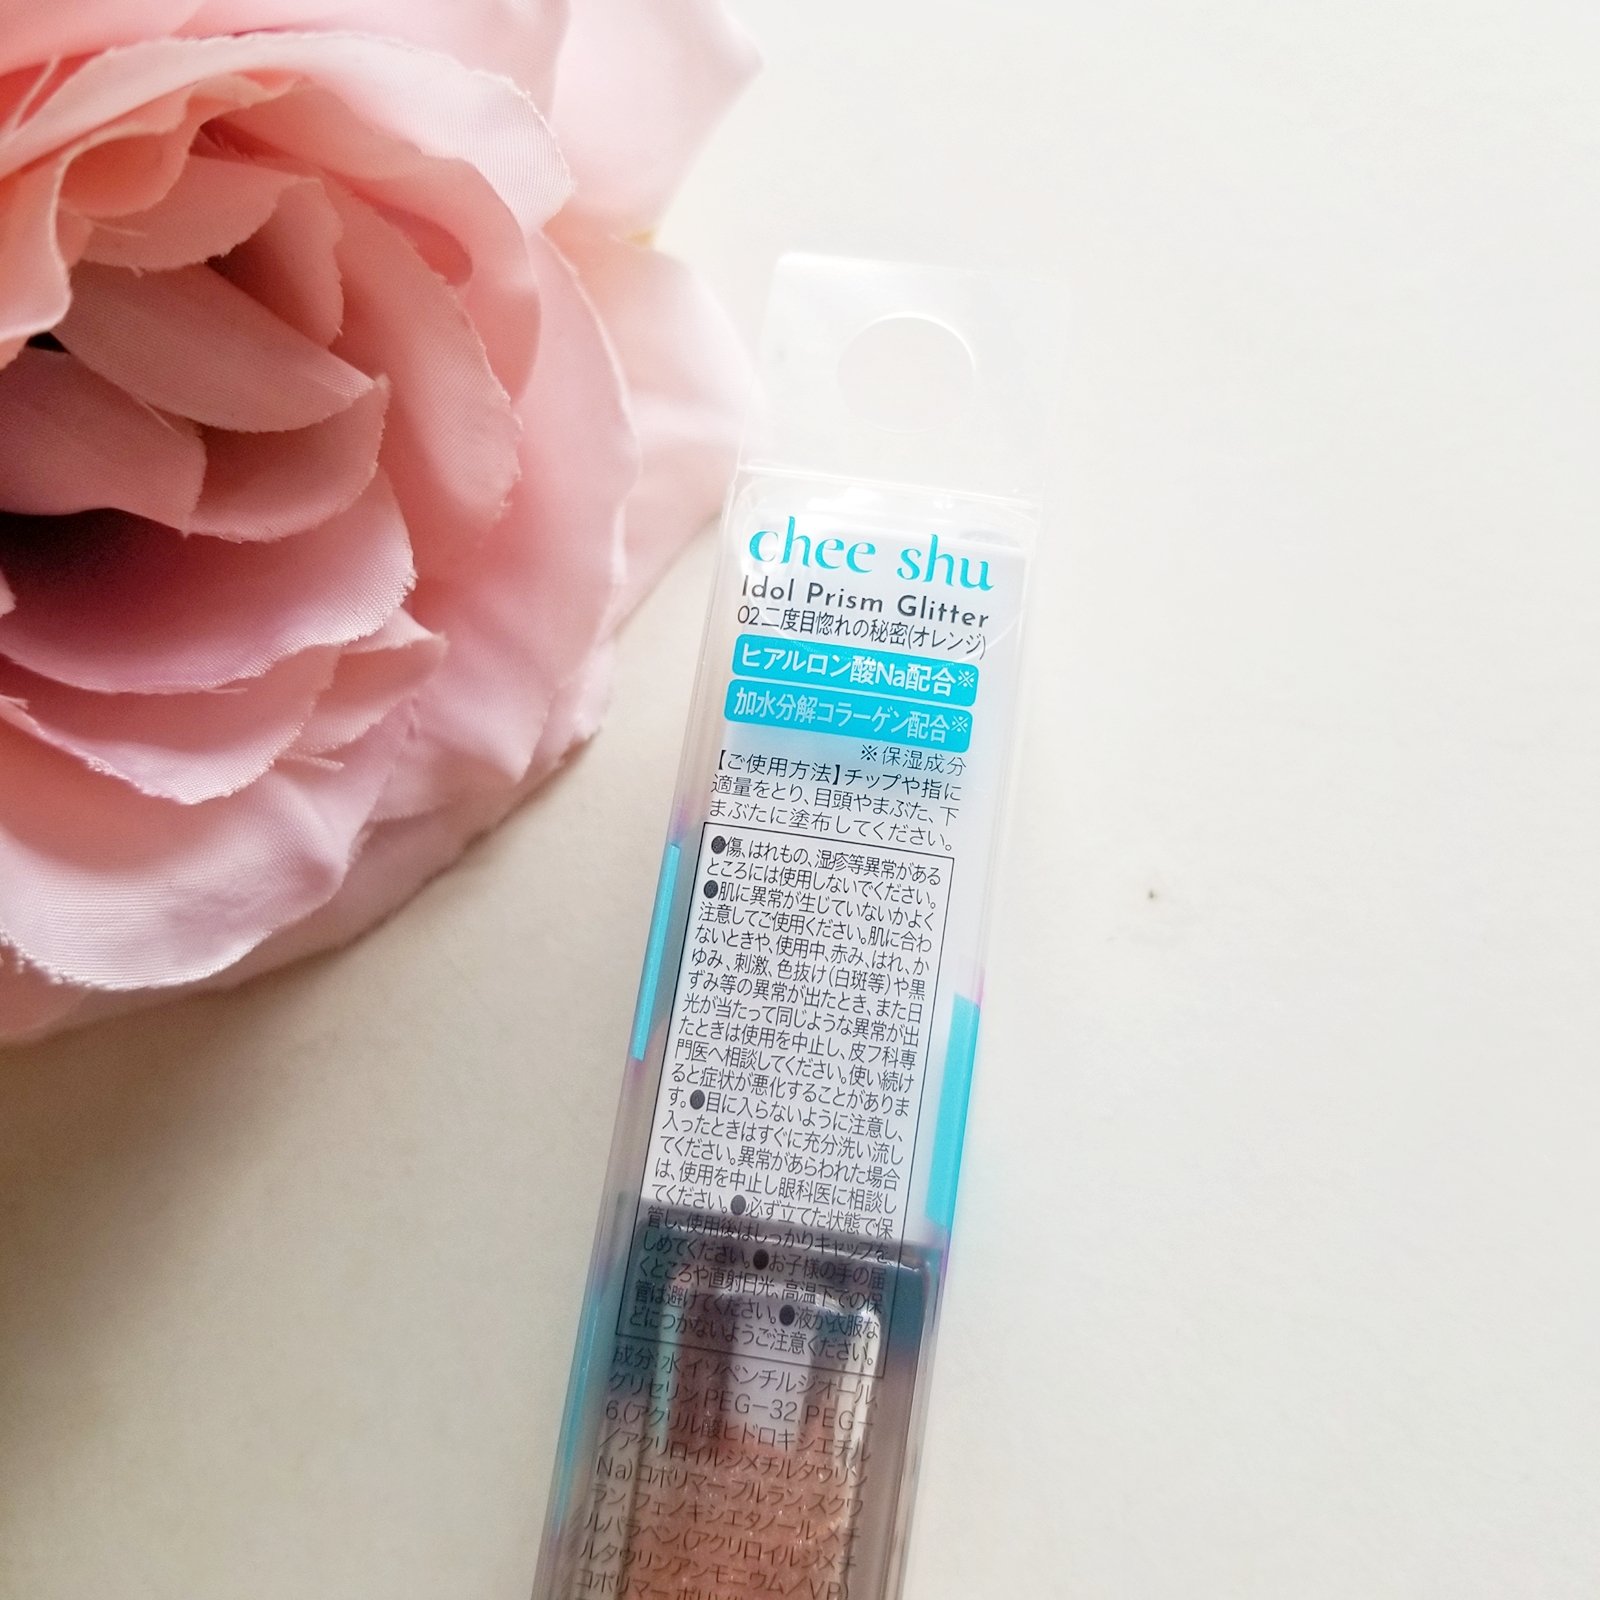 chee shu
Idol Prism Glitter
02二度目惚れの秘密(オレンジ)
ヒアルロン酸Na配合※
加水分解コラーゲン配合※
※保湿成分
【ご使用方法】チップや指に
適量をとり、目頭やまぶた、下
まぶたに塗布してください。
●傷、はれもの、湿疹等異常がある
ところには使用しないでください。
●肌に異常が生じていないかよく
注意してご使用ください。肌に合わ
ないときや、使用中、赤み、はれ、か
ゆみ、刺激、色抜け(白斑等)や黒
ずみ等の異常が出たとき、また日
光が当たって同じような異常が出
たときは使用を中止し、皮フ科専
門医へ相談してください。使い続け
ると症状が悪化することがありま
す。●目に入らないように注意し、
入ったときはすぐに充分洗い流し
てください。異常があらわれた場合
は、使用を中止し眼科医に相談し
てください。●必ず立てた状態で保
管し、使用後はしっかりキャップを
しめてください。●お子様の手の届
くところや直射日光、高温下での保
管は避けてください。●液が衣服な
どにつかないようご注意ください。
成分:水、イソペンチルジオール、
グリセリン、PEG-32、PEG-
6、(アクリル酸ヒドロキシエチル
/アクリロイルジメチルタウリン
Na)コポリマー、プルラン、スクワ
ラン、フェノキシエタノール、メチ
ルパラベン、(アクリロイルジメチ
ルタウリンアンモニウム/VP)
コポリマー、